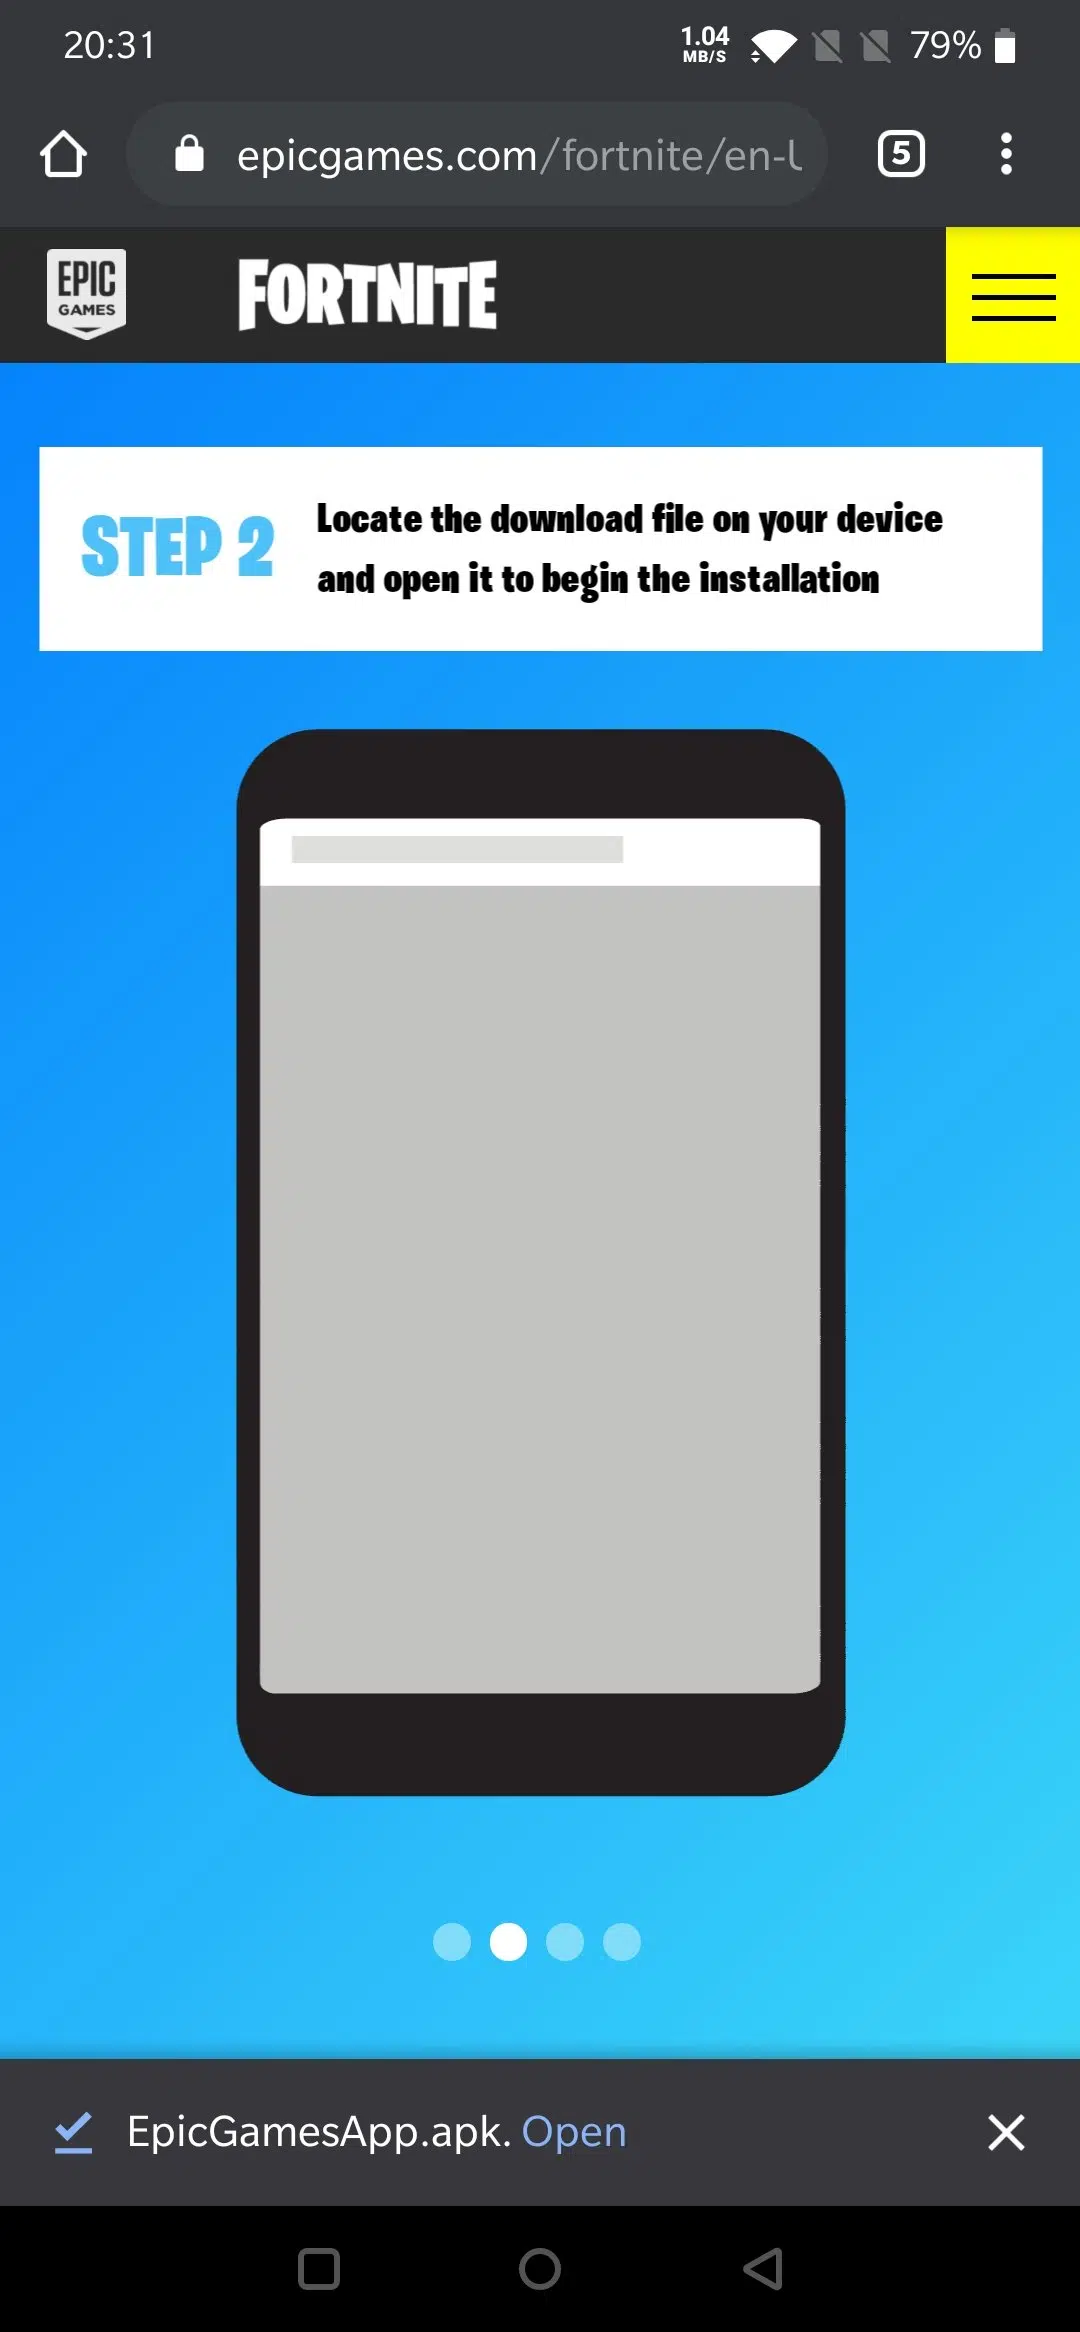 20:31
1.04
MB/S
79%
epicgames.com/fortnite/en-U
5
EPIC
GAMES
FORTNITE
STEP 2
Locate the download file on your device
and open it to begin the installation
EpicGamesApp.apk. Open